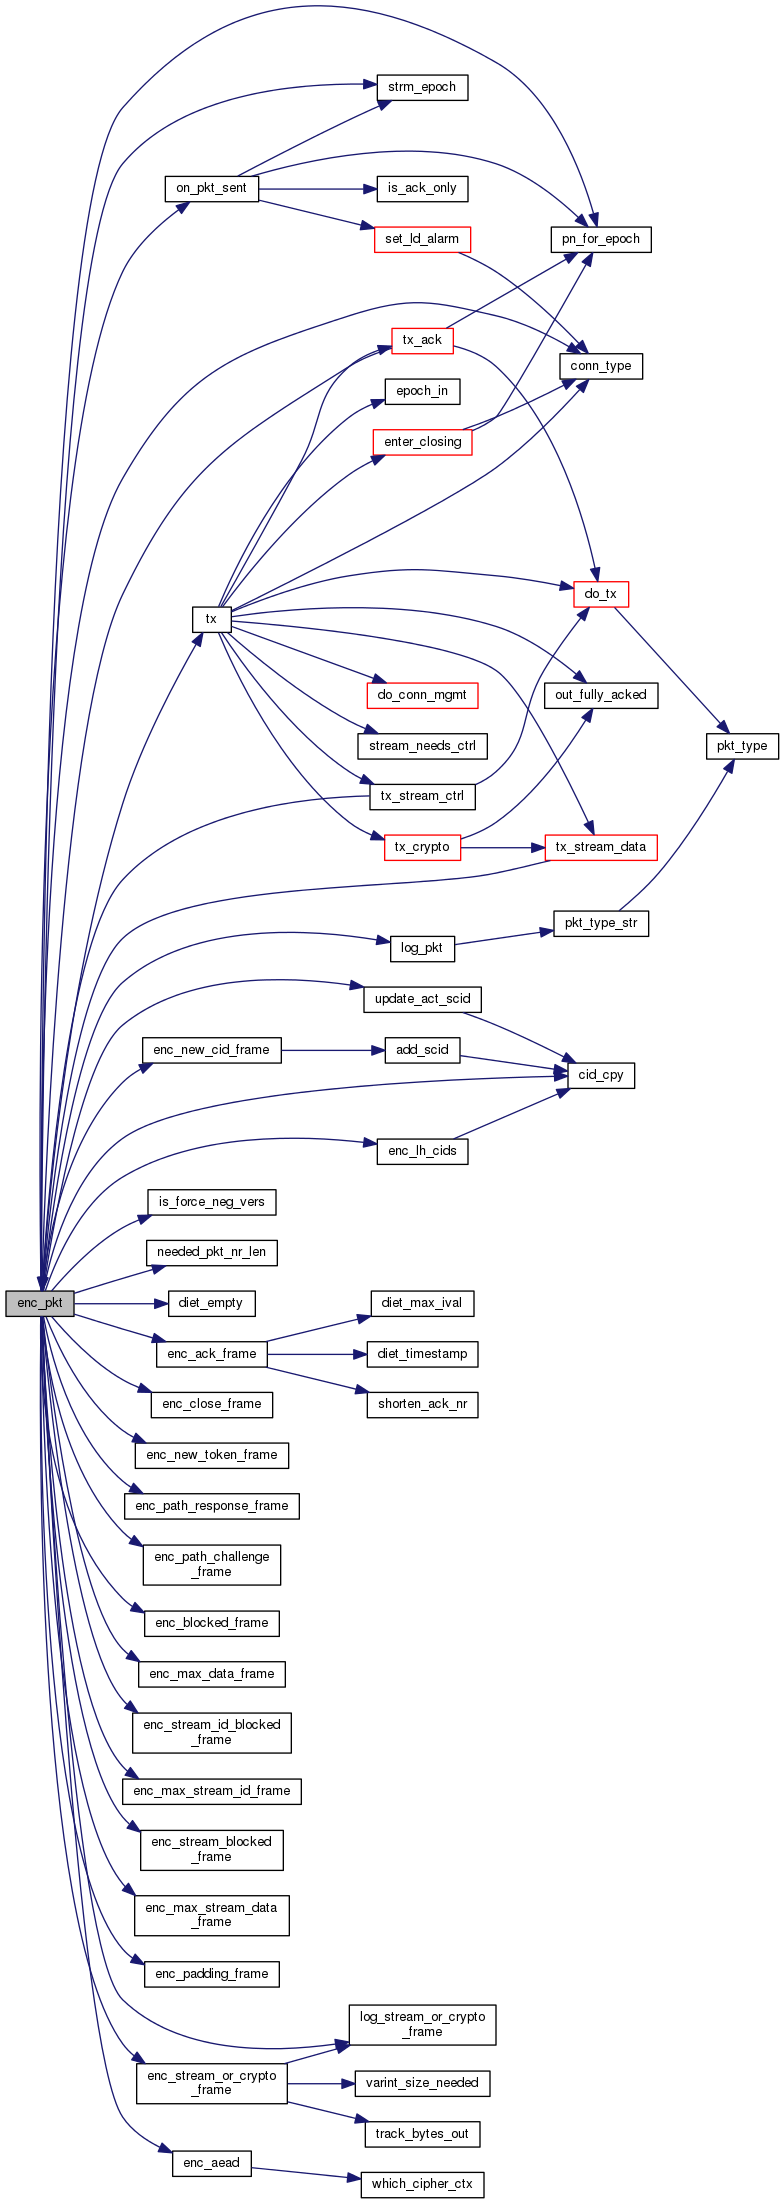 strm_epoch
on_pkt_sent
is_ack_only
set_ld_alarm
pn_for_epoch
tx_ack
conn_type
epoch_in
enter_closing
do_tx
tx
do_conn_mgmt
out_fully_acked
stream_needs_ctrl
pkt_type
tx_stream_ctrl
tx_crypto
tx_stream_data
pkt_type_str
log_pkt
update_act_scid
enc_new_cid_frame
add_scid
cid_cpy
enc_lh_cids
is_force_neg_vers
needed_pkt_nr_len
enc_pkt
diet_empty
diet_max_ival
enc_ack_frame
diet_timestamp
enc_close_frame
shorten_ack_nr
enc_new_token_frame
enc_path_response_frame
enc_path_challenge
_frame
enc_blocked_frame
enc_max_data_frame
enc_stream_id_blocked
_frame
enc_max_stream_id_frame
enc_stream_blocked
_frame
enc_max_stream_data
_frame
enc_padding_frame
log_stream_or_crypto
_frame
enc_stream_or_crypto
_frame
varint_size_needed
track_bytes_out
enc_aead
which_cipher_ctx